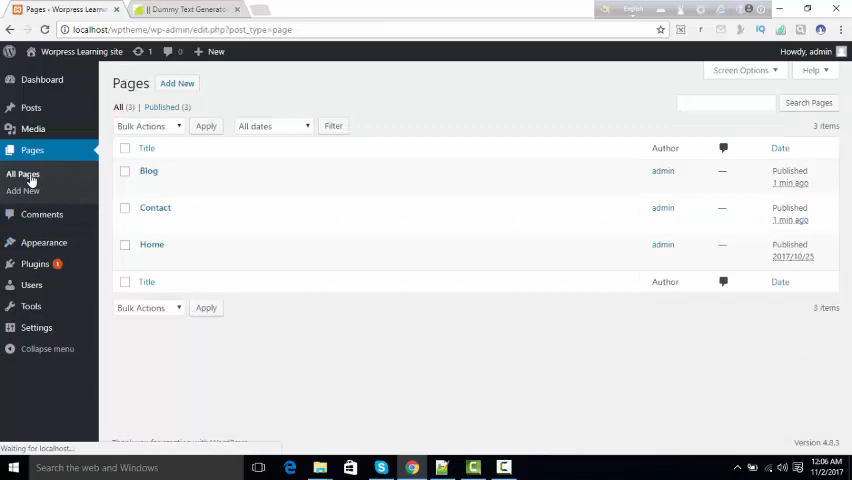 Pages ‹ Worpress Learning site
|| Dummy Text Generato
English
localhost/wptheme/wp-admin/edit.php?post_type=page
Worpress Learning site
1
0
+ New
Howdy, admin
Dashboard
Posts
Media
Pages
All Pages
Add New
Comments
Appearance
Plugins 1
Users
Tools
Settings
Collapse menu
Screen Options
Help
Pages
Add New
All (3) | Published (3)
Search Pages
Bulk Actions
Apply
All dates
Filter
3 items
Title
Author
Date
Blog
admin
—
Published
1 min ago
Contact
admin
—
Published
1 min ago
Home
admin
—
Published
2017/10/25
Title
Author
Date
Bulk Actions
Apply
3 items
Version 4.8.3
Waiting for localhost...
Search the web and Windows
12:06 AM
11/2/2017